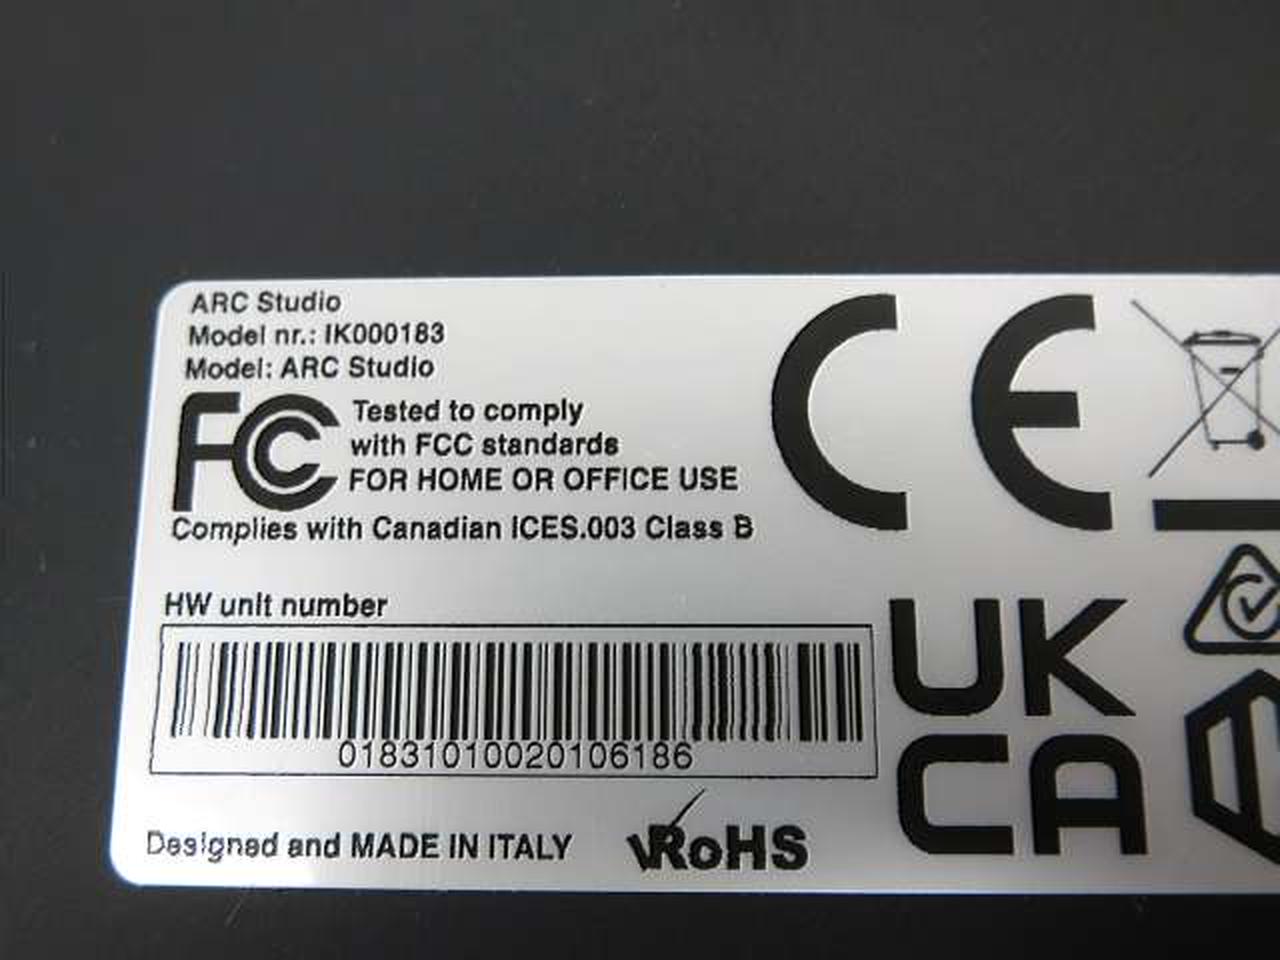 ARC Studio
Model nr.: IK000183
Model: ARC Studio
FC Tested to comply
with FCC standards
FOR HOME OR OFFICE USE
Complies with Canadian ICES.003 Class B
HW unit number
01831010020106186
Designed and MADE IN ITALY
RoHS
CE
UK
CA